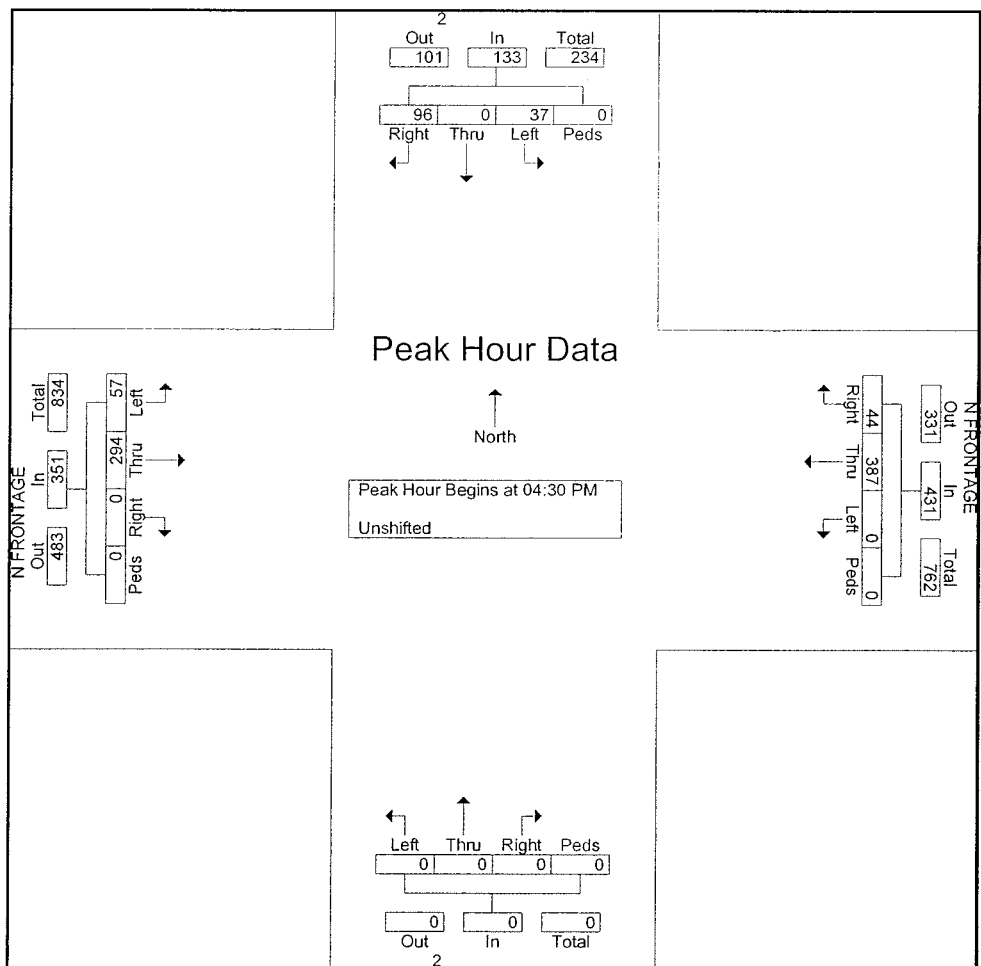 2
Out In Total
101 133 234
96 0 37 0
Right Thru Left Peds
Peak Hour Data
North
Peak Hour Begins at 04:30 PM
Unshifted
N FRONTAGE
Out In Total
483 351 834
57 294 0 0
Left Thru Right Peds
N FRONTAGE
Out In Total
331 431 762
44 387 0 0
Right Thru Left Peds
Left Thru Right Peds
0 0 0 0
0 0 0
Out In Total
2